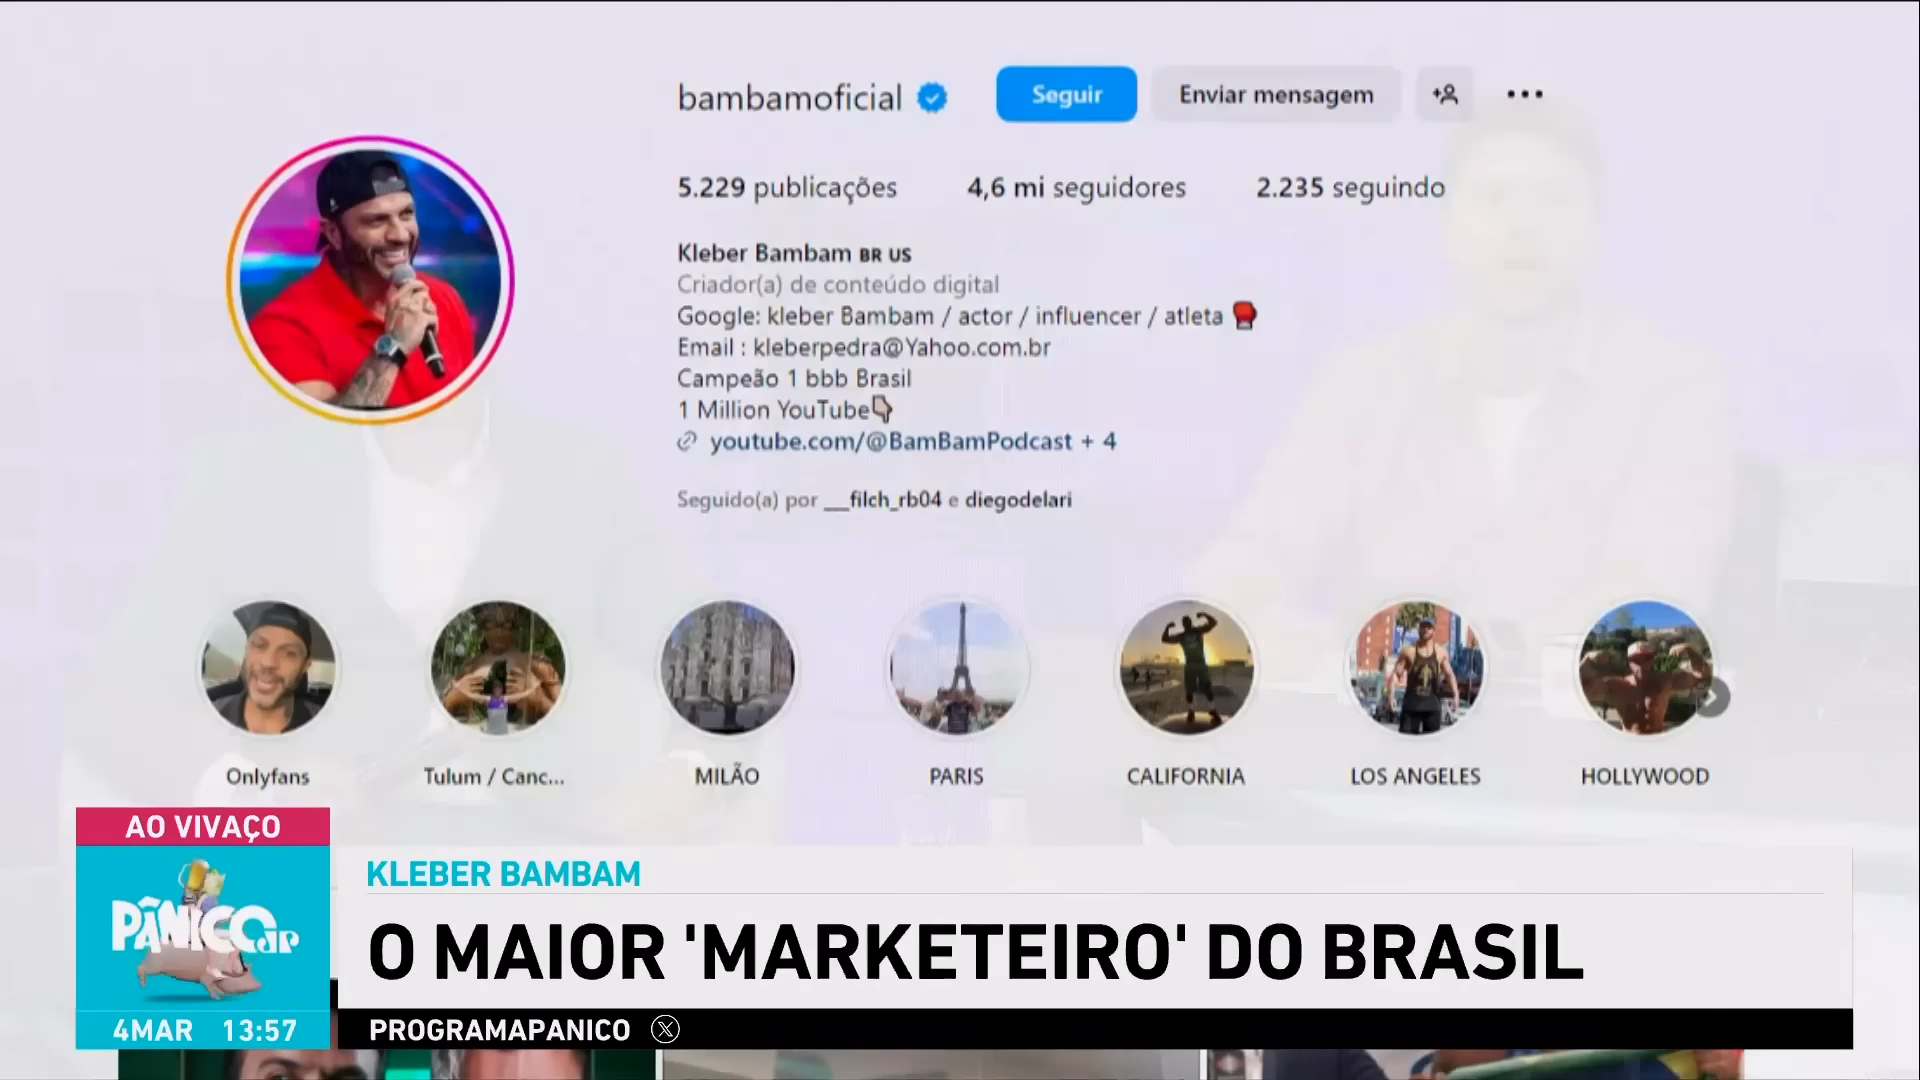 bambamoficial
Seguir
Enviar mensagem
5.229 publicações
4,6 mi seguidores
2.235 seguindo
Kleber Bambam BR US
Criador(a) de conteúdo digital
Google: kleber Bambam / actor / influencer / atleta
Email : kleberpedra@Yahoo.com.br
Campeão 1 bbb Brasil
1 Million YouTube
youtube.com/@BamBamPodcast + 4
Seguido(a) por __filch_rb04 e diegodelari
Onlyfans
Tulum / Canc...
MILÃO
PARIS
CALIFORNIA
LOS ANGELES
HOLLYWOOD
AO VIVAÇO
PÂNICO JP
4MAR 13:57
KLEBER BAMBAM
O MAIOR 'MARKETEIRO' DO BRASIL
PROGRAMAPANICO